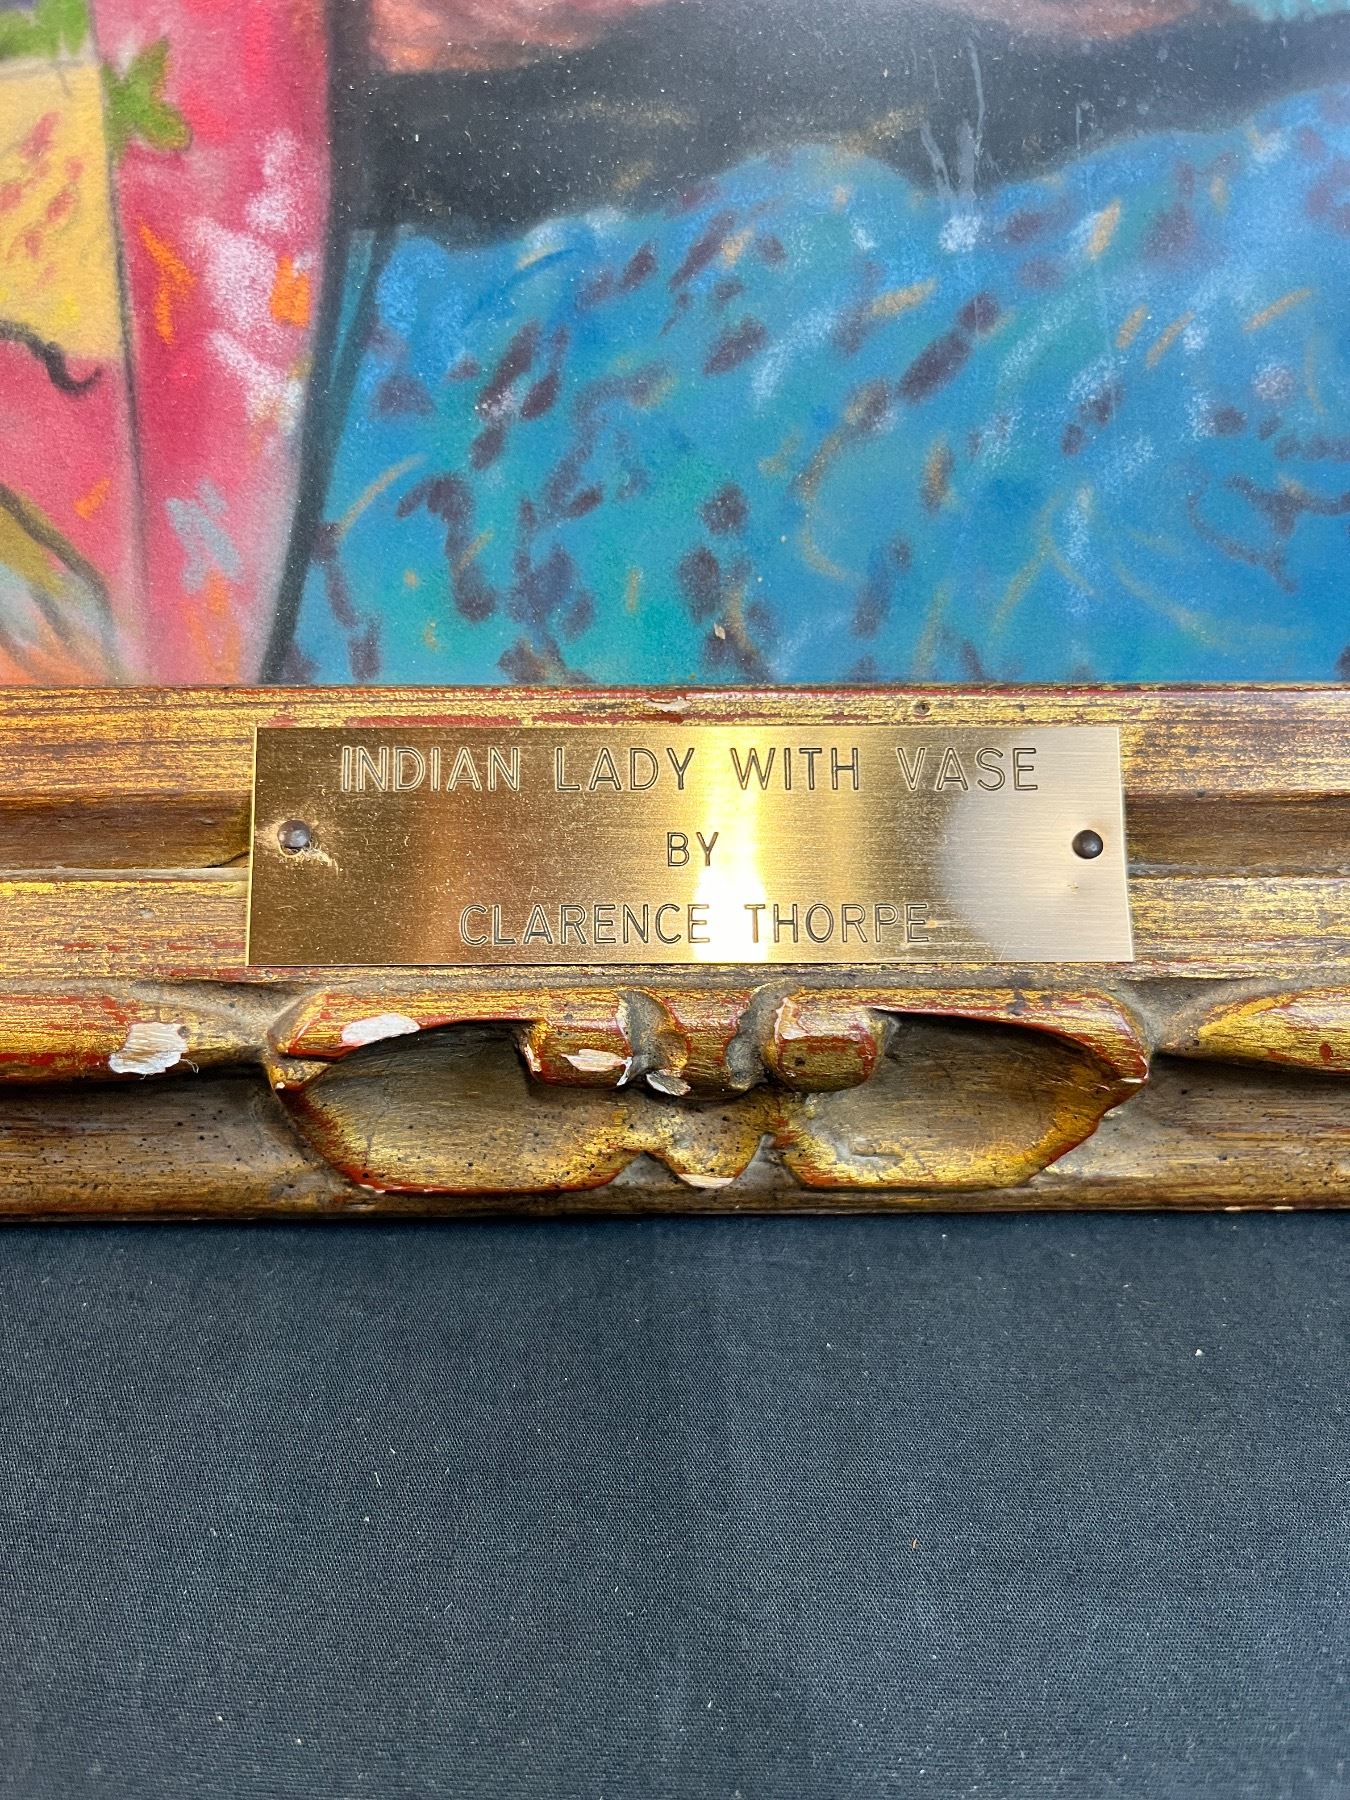 INDIAN LADY WITH VASE
BY
CLARENCE THORPE